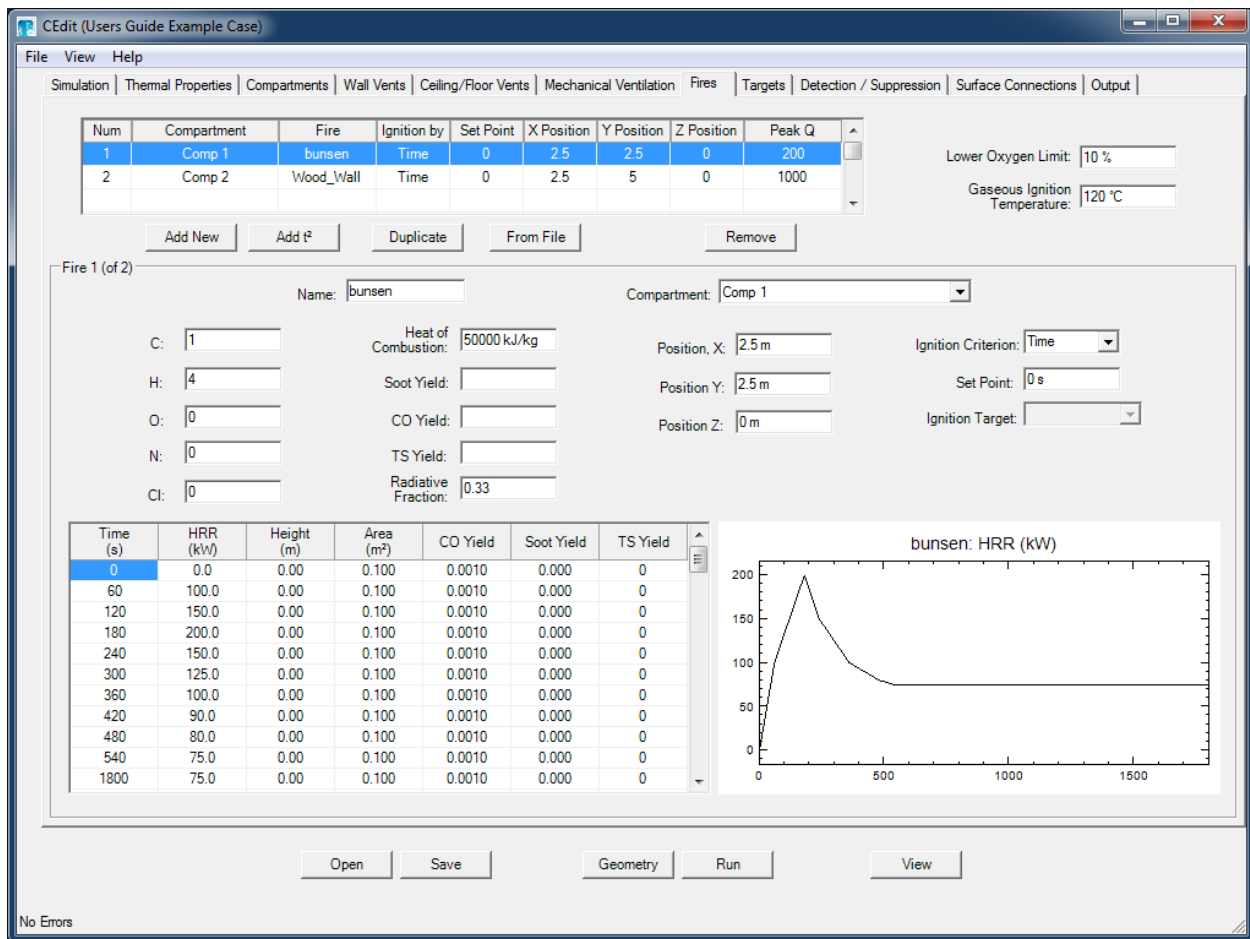 CEdit (Users Guide Example Case)
File View Help
Simulation Thermal Properties Compartments Wall Vents Ceiling/Floor Vents Mechanical Ventilation Fires Targets Detection / Suppression Surface Connections Output
Num Compartment Fire Ignition by Set Point X Position Y Position Z Position Peak Q
1 Comp 1 bunsen Time 0 2.5 2.5 0 200
2 Comp 2 Wood_Wall Time 0 2.5 5 0 1000
Lower Oxygen Limit: 10 %
Gaseous Ignition
Temperature: 120 °C
Add New Add t² Duplicate From File Remove
Fire 1 (of 2)
Name: bunsen Compartment: Comp 1
C: 1
H: 4
O: 0
N: 0
Cl: 0
Heat of
Combustion: 50000 kJ/kg
Soot Yield:
CO Yield:
TS Yield:
Radiative
Fraction: 0.33
Position, X: 2.5 m
Position Y: 2.5 m
Position Z: 0 m
Ignition Criterion: Time
Set Point: 0 s
Ignition Target:
Time HRR Height Area CO Yield Soot Yield TS Yield
(s) (kW) (m) (m²)
0 0.0 0.00 0.100 0.0010 0.000 0
60 100.0 0.00 0.100 0.0010 0.000 0
120 150.0 0.00 0.100 0.0010 0.000 0
180 200.0 0.00 0.100 0.0010 0.000 0
240 150.0 0.00 0.100 0.0010 0.000 0
300 125.0 0.00 0.100 0.0010 0.000 0
360 100.0 0.00 0.100 0.0010 0.000 0
420 90.0 0.00 0.100 0.0010 0.000 0
480 80.0 0.00 0.100 0.0010 0.000 0
540 75.0 0.00 0.100 0.0010 0.000 0
1800 75.0 0.00 0.100 0.0010 0.000 0
bunsen: HRR (kW)
200
150
100
50
0
0 500 1000 1500
Open Save Geometry Run View
No Errors